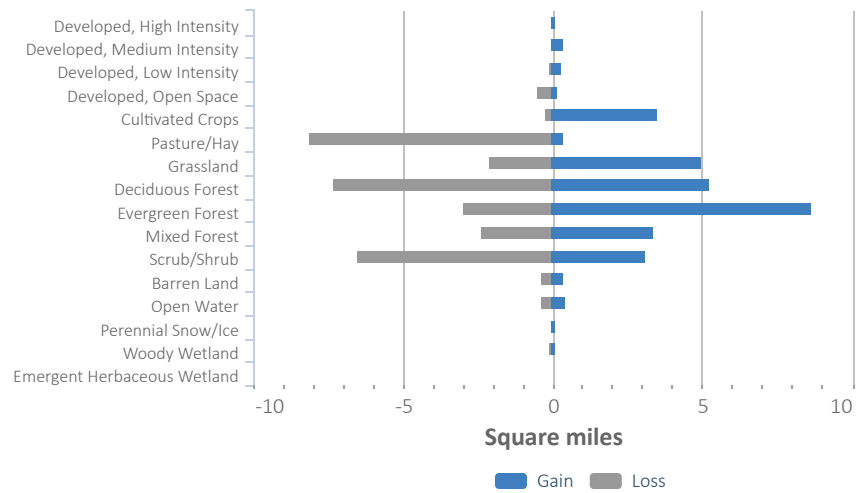 Developed, High Intensity
Developed, Medium Intensity
Developed, Low Intensity
Developed, Open Space
Cultivated Crops
Pasture/Hay
Grassland
Deciduous Forest
Evergreen Forest
Mixed Forest
Scrub/Shrub
Barren Land
Open Water
Perennial Snow/Ice
Woody Wetland
Emergent Herbaceous Wetland
-10 -5 0 5 10
Square miles
Gain Loss